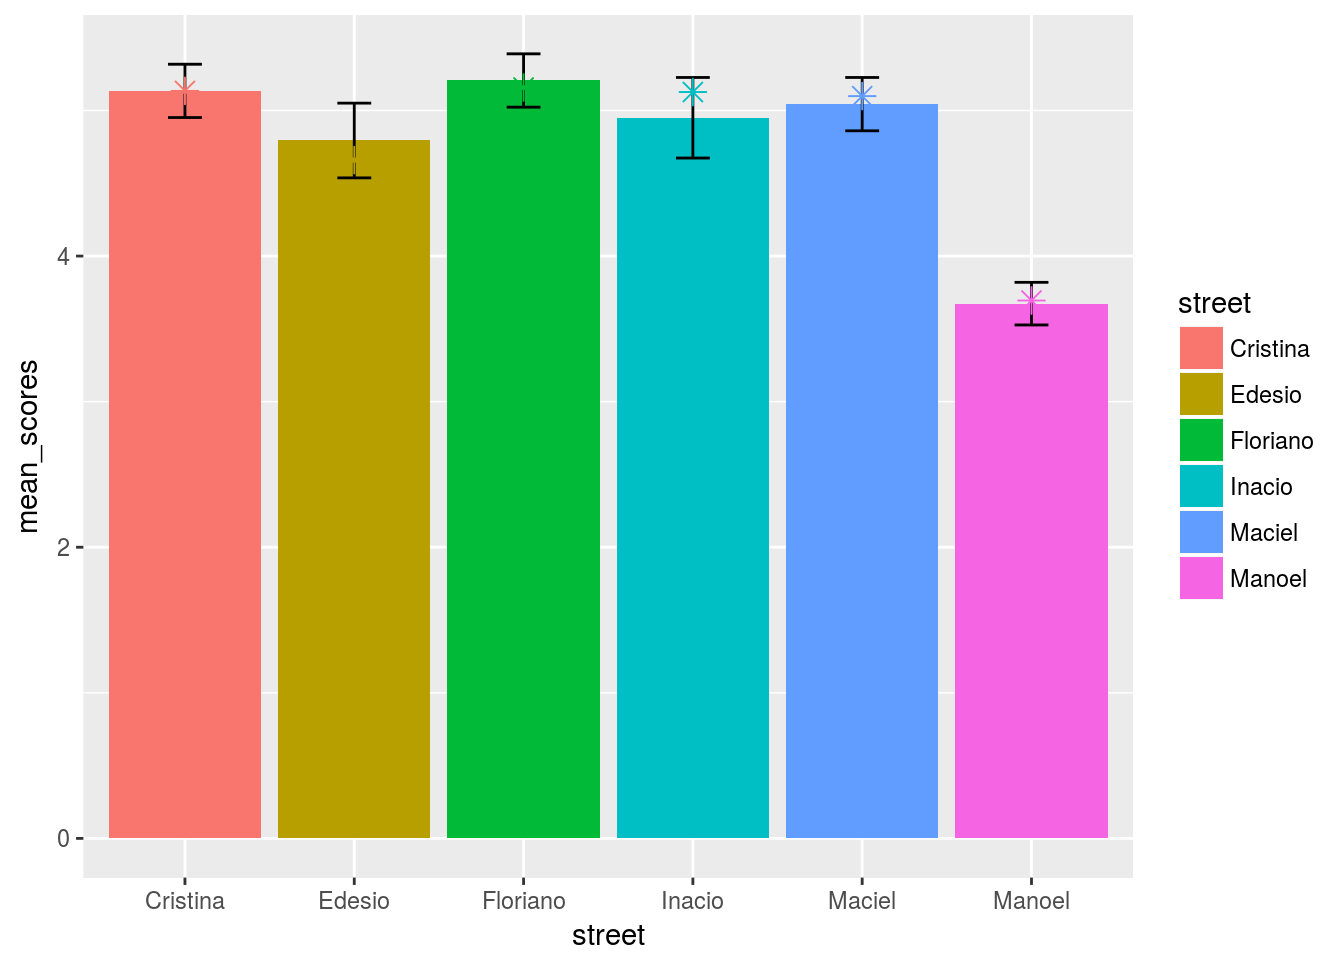 mean_scores
4
2
0
Cristina
Edesio
Floriano
Inacio
Maciel
Manoel
street
street
Cristina
Edesio
Floriano
Inacio
Maciel
Manoel